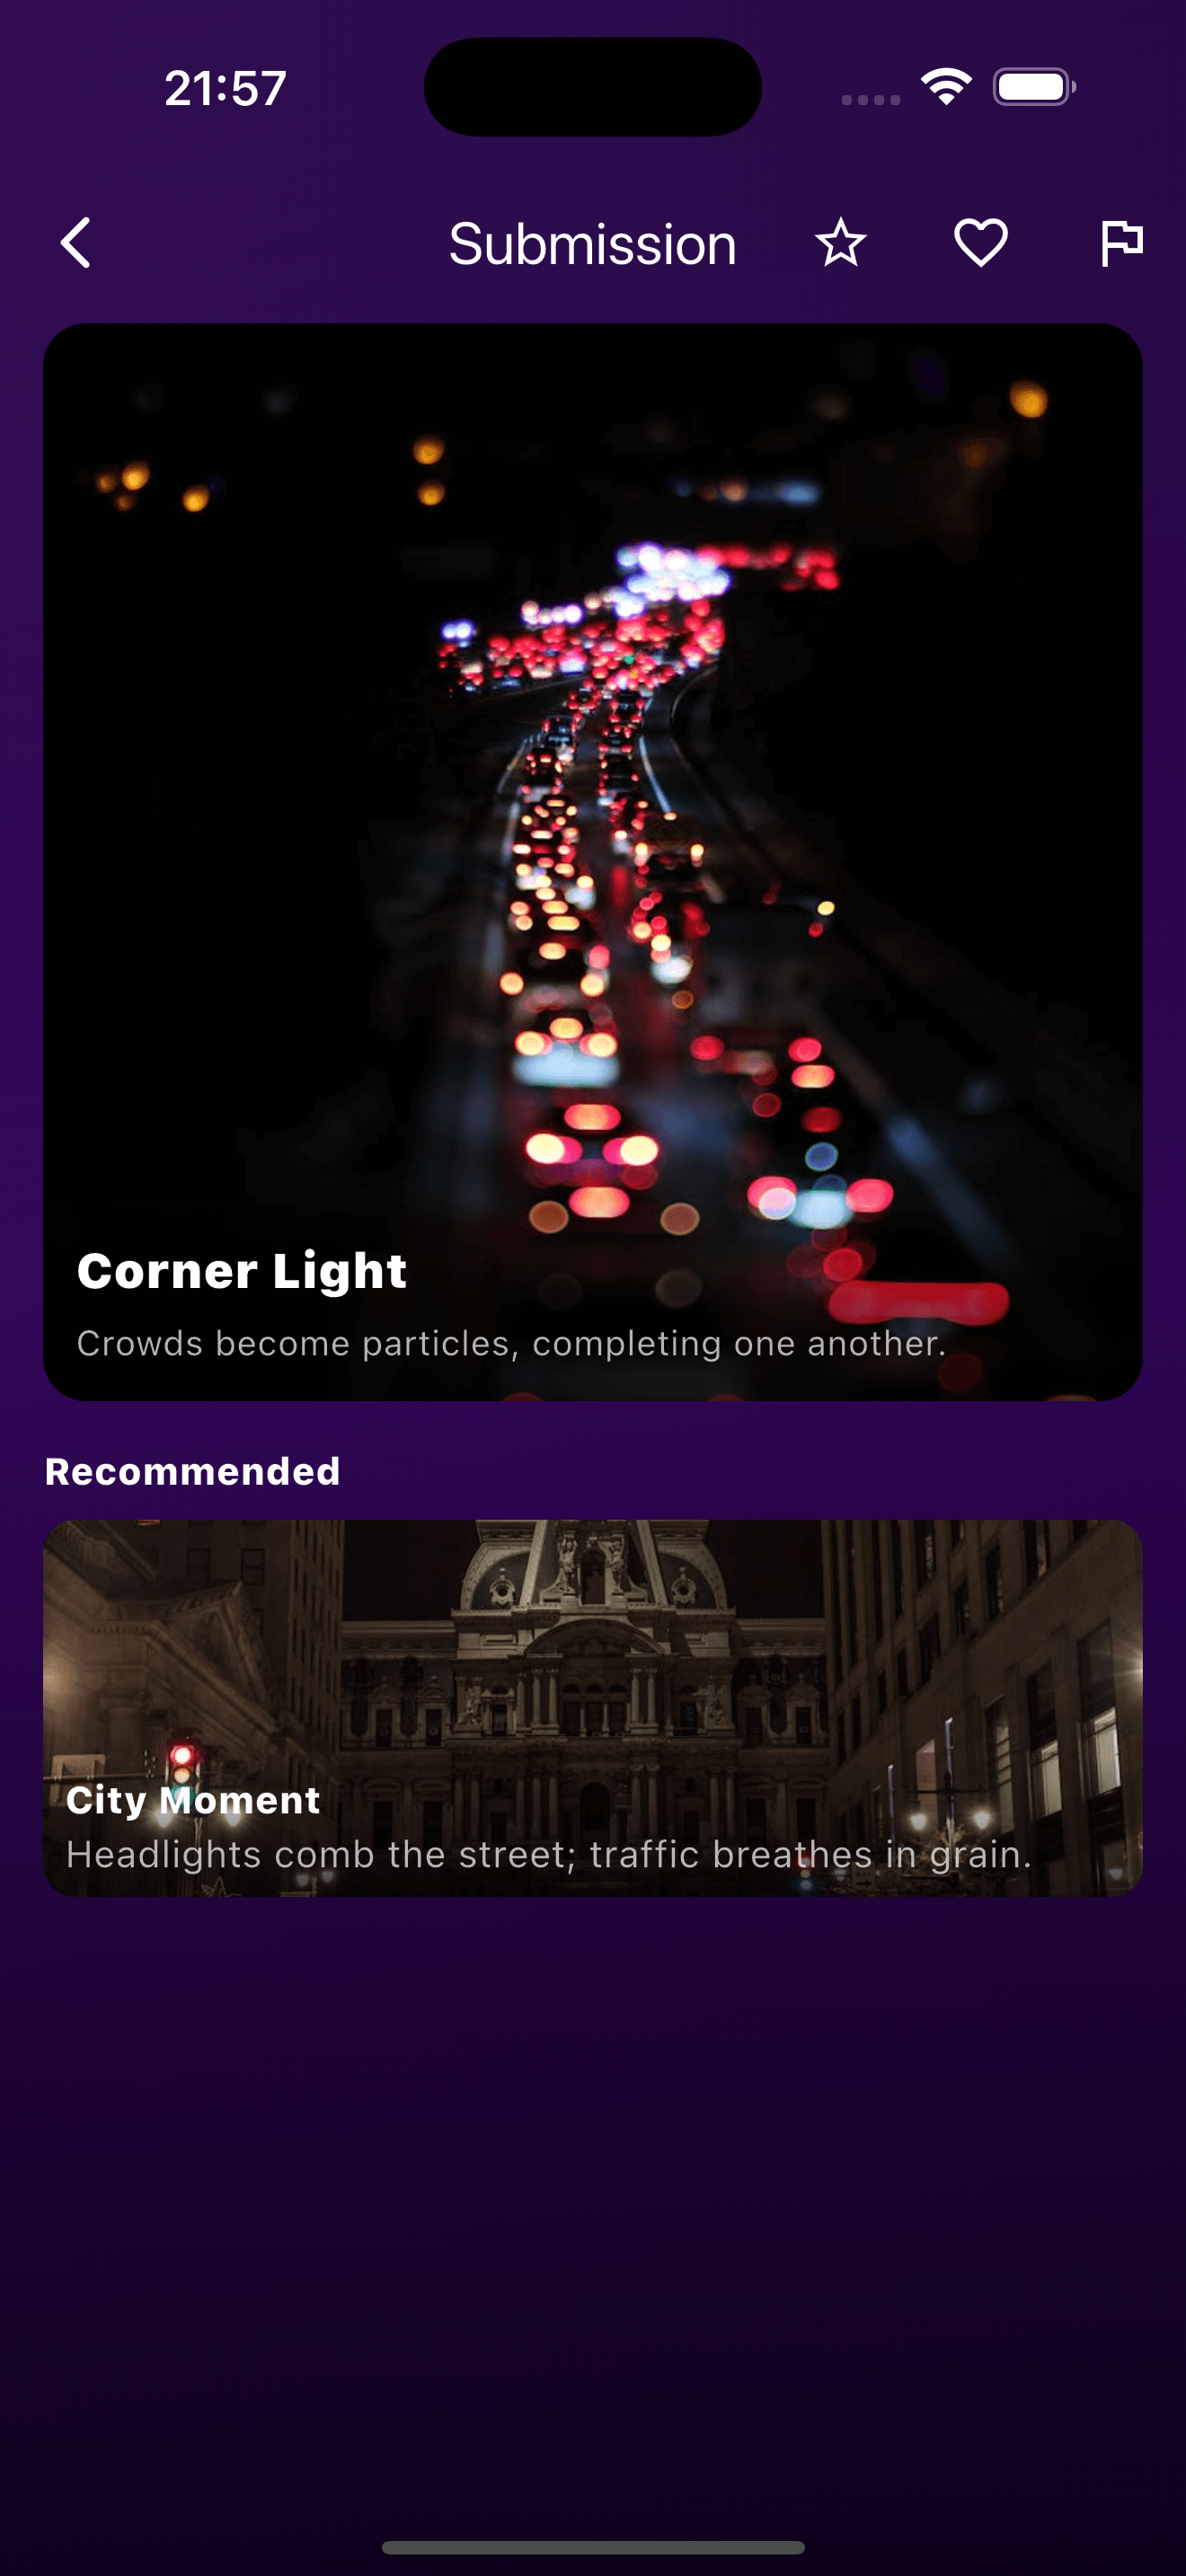 21:57
Submission
Corner Light
Crowds become particles, completing one another.
Recommended
City Moment
Headlights comb the street; traffic breathes in grain.